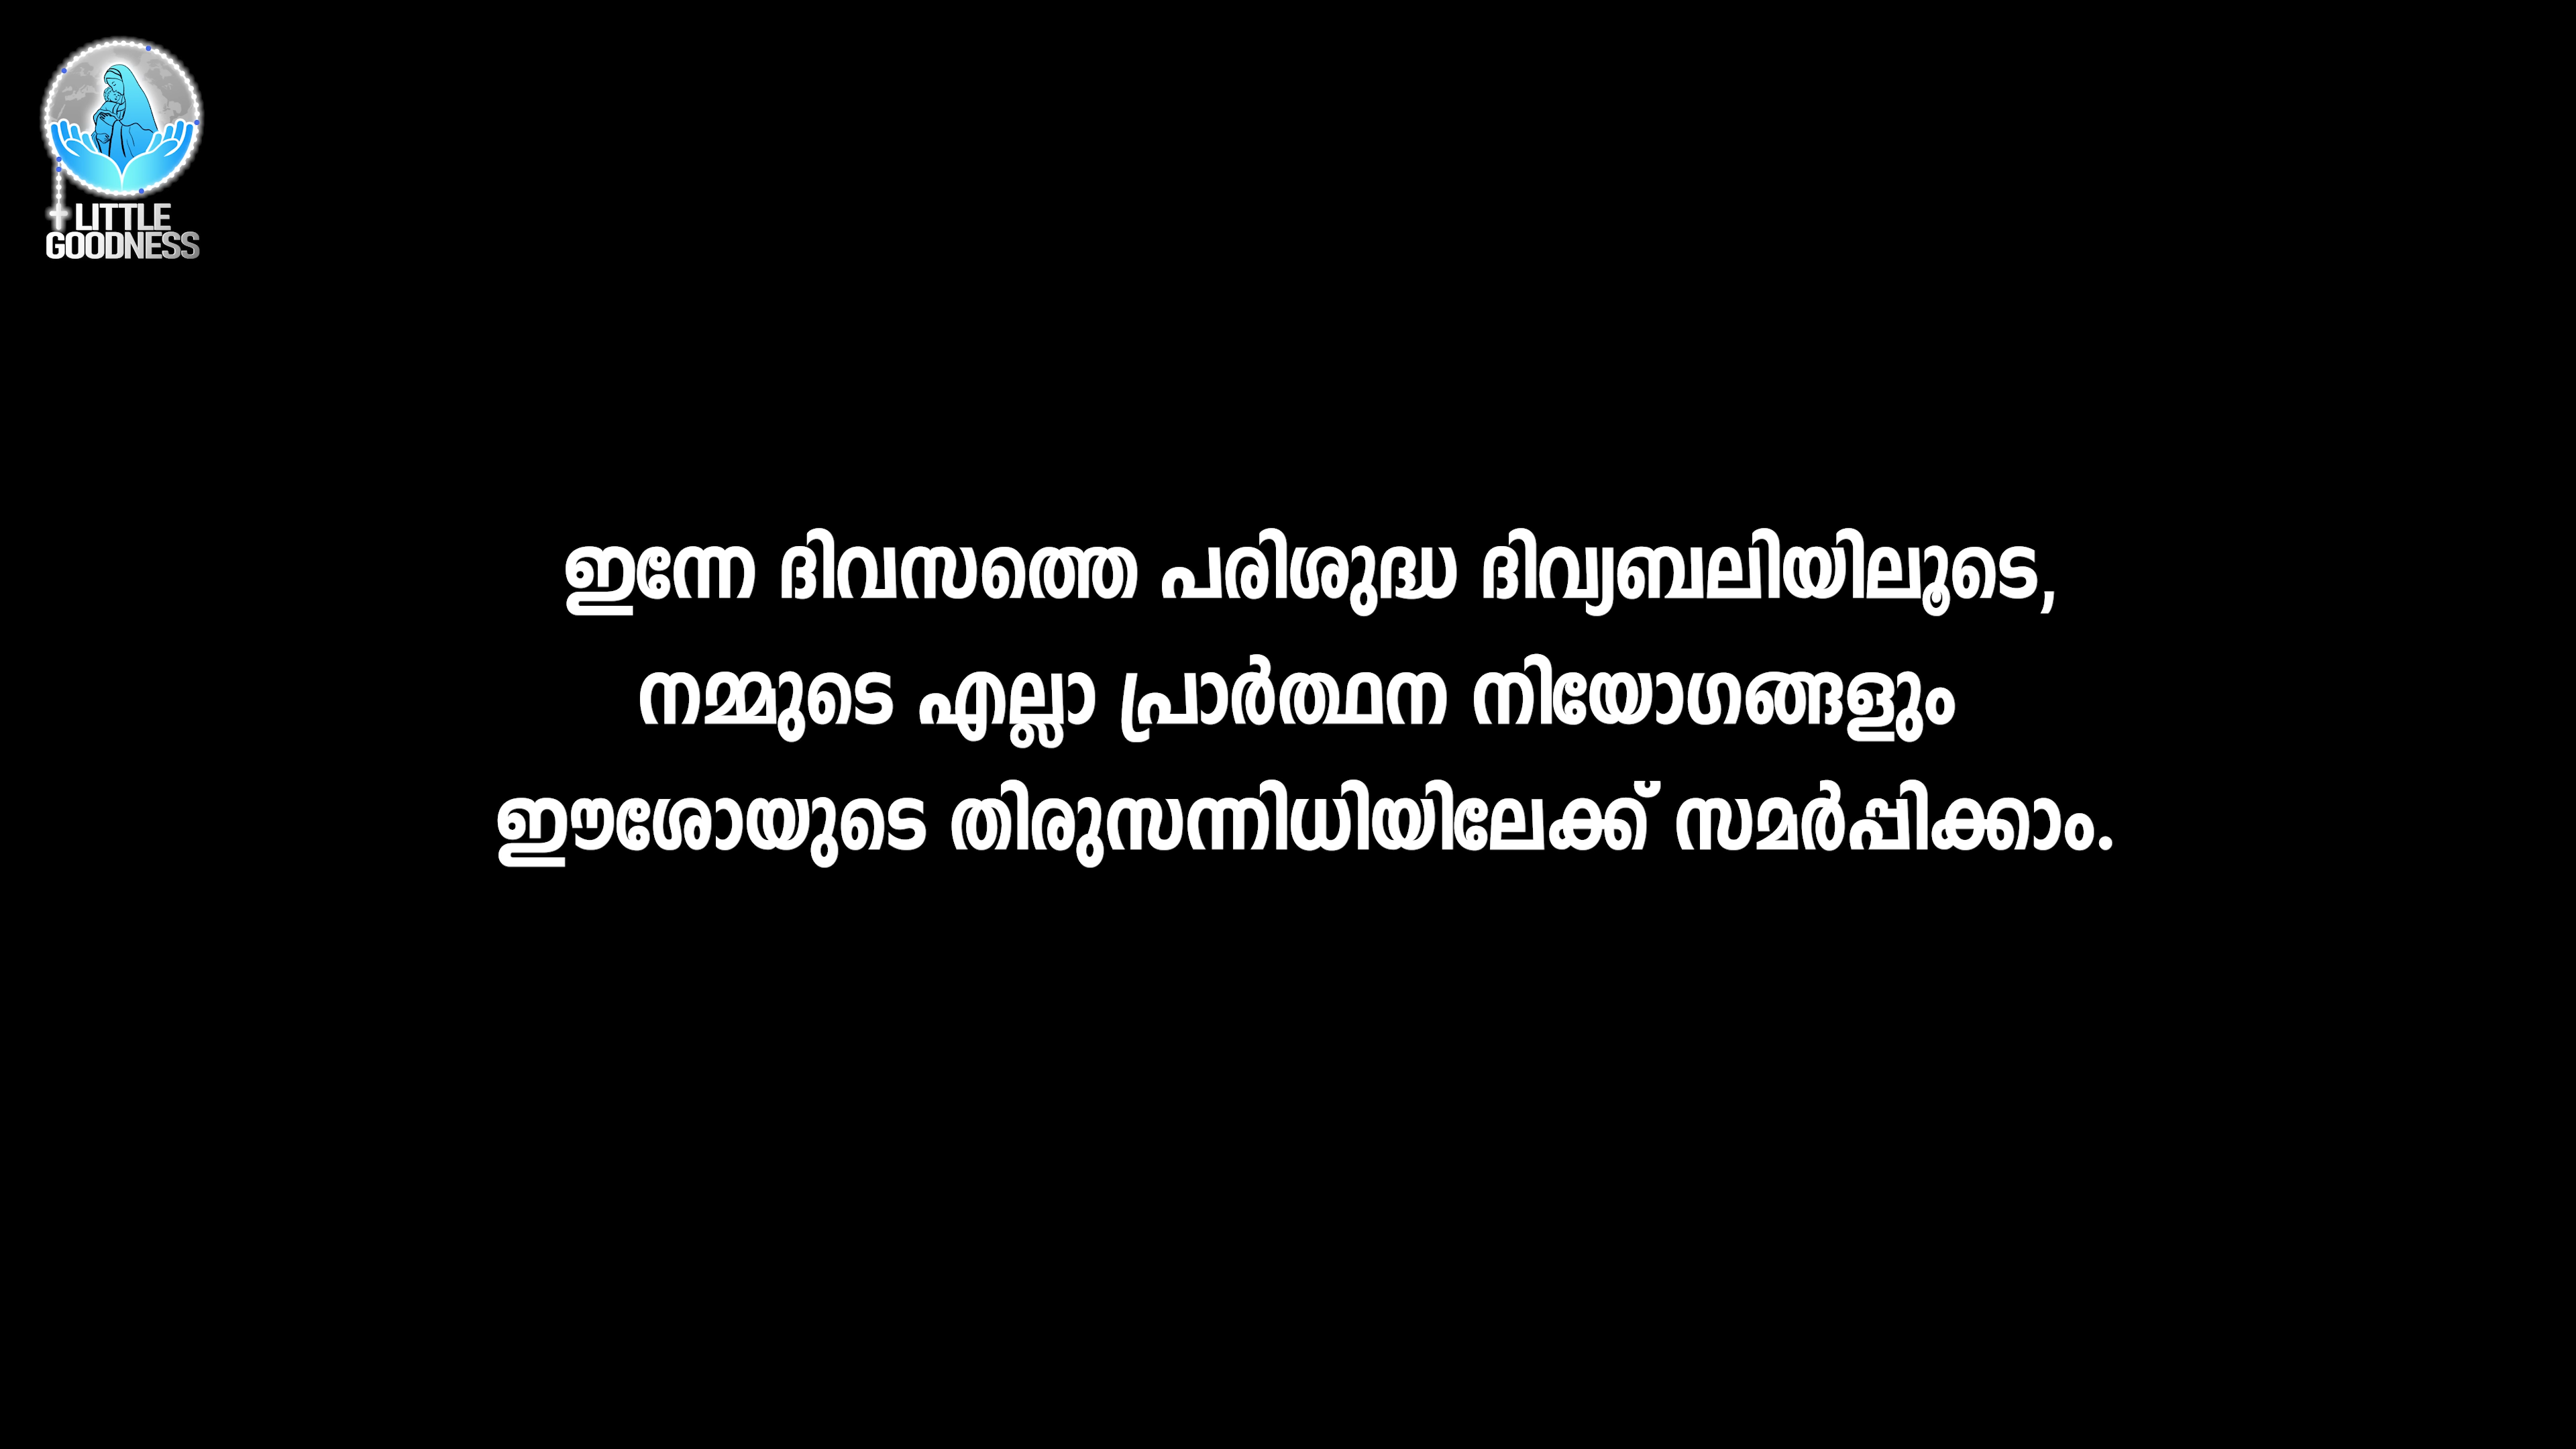 LITTLE
GOODNESS
ഇന്നേ ദിവസത്തെ പരിശുദ്ധ ദിവ്യബലിയിലൂടെ,
നമ്മുടെ എല്ലാ പ്രാർത്ഥന നിയോഗങ്ങളും
ഈശോയുടെ തിരുസന്നിധിയിലേക്ക് സമർപ്പിക്കാം.